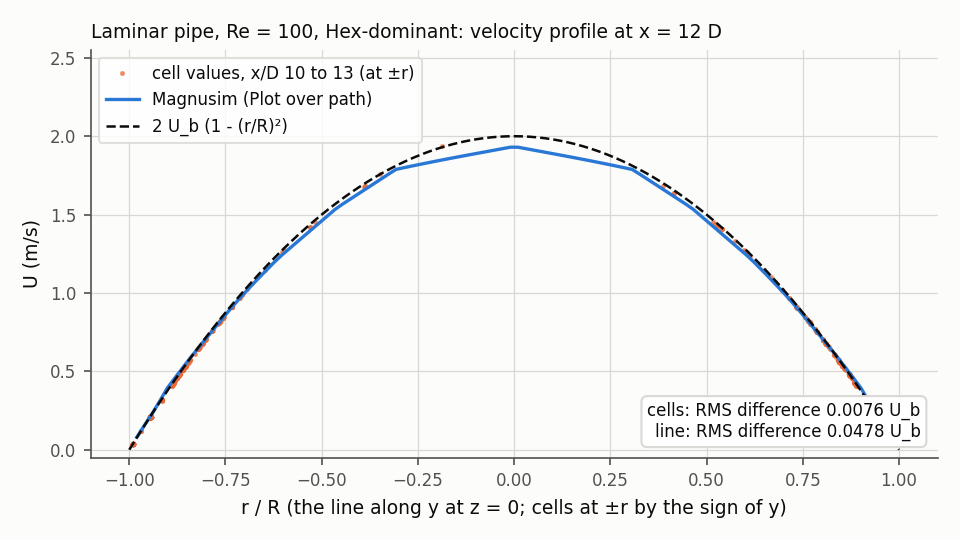 Laminar pipe, Re = 100, Hex-dominant: velocity profile at x = 12 D
cell values, x/D 10 to 13 (at ±r)
Magnusim (Plot over path)
2 U_b (1 - (r/R)²)
U (m/s)
2.5
2.0
1.5
1.0
0.5
0.0
cells: RMS difference 0.0076 U_b
line: RMS difference 0.0478 U_b
−1.00 −0.75 −0.50 −0.25 0.00 0.25 0.50 0.75 1.00
r / R (the line along y at z = 0; cells at ±r by the sign of y)